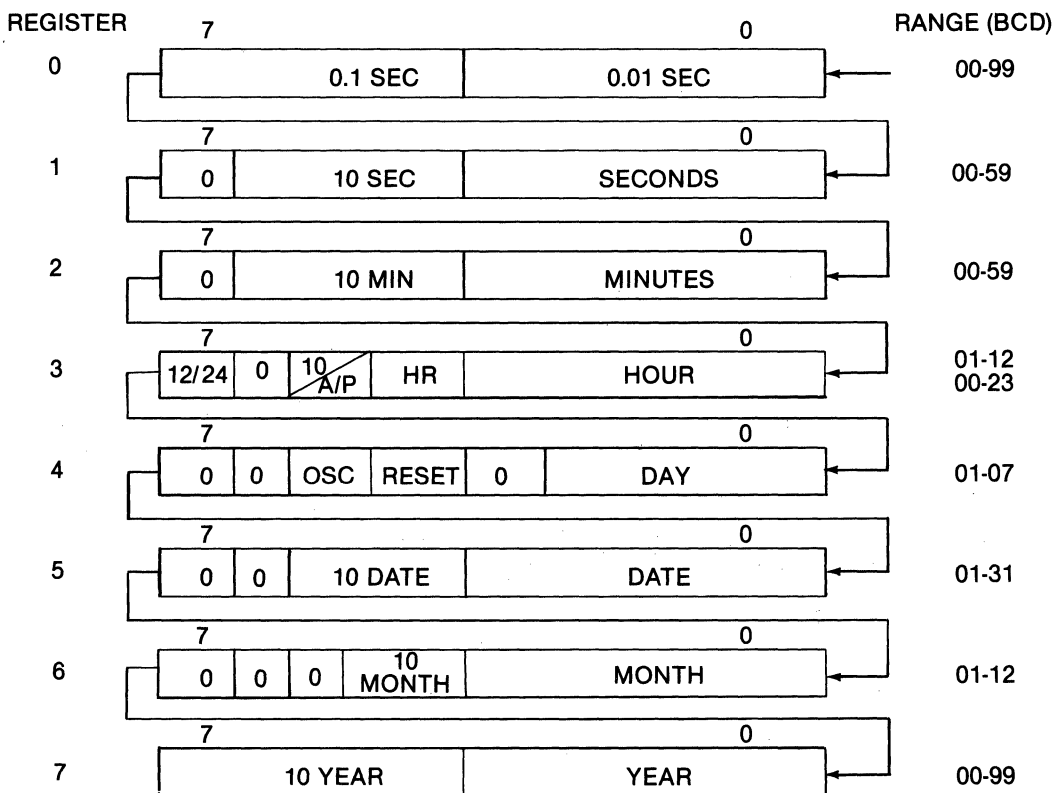 REGISTER 7 0 RANGE (BCD)
0 0.1 SEC 0.01 SEC 00-99
7 0
1 0 10 SEC SECONDS 00-59
7 0
2 0 10 MIN MINUTES 00-59
7 0
3 12/24 0 10 A/P HR HOUR 01-12
00-23
7 0
4 0 0 OSC RESET 0 DAY 01-07
7 0
5 0 0 10 DATE DATE 01-31
7 0
6 0 0 0 10 MONTH MONTH 01-12
7 0
7 10 YEAR YEAR 00-99